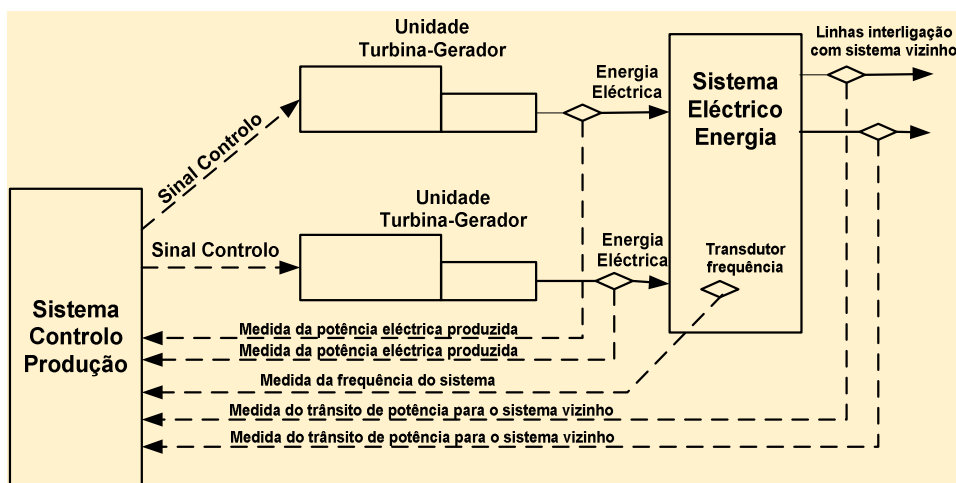 Unidade
Turbina-Gerador
Linhas interligação
com sistema vizinho
Energia
Eléctrica
Sistema
Eléctrico
Energia
Sinal Controlo
Unidade
Turbina-Gerador
Sinal Controlo
Energia
Eléctrica
Transdutor
frequência
Sistema
Controlo
Produção
Medida da potência eléctrica produzida
Medida da potência eléctrica produzida
Medida da frequência do sistema
Medida do trânsito de potência para o sistema vizinho
Medida do trânsito de potência para o sistema vizinho